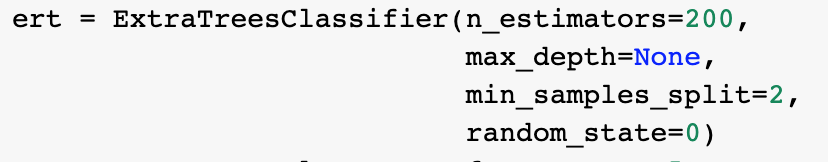 ert = ExtraTreesClassifier(n_estimators=200,
max_depth=None,
min_samples_split=2,
random_state=0)